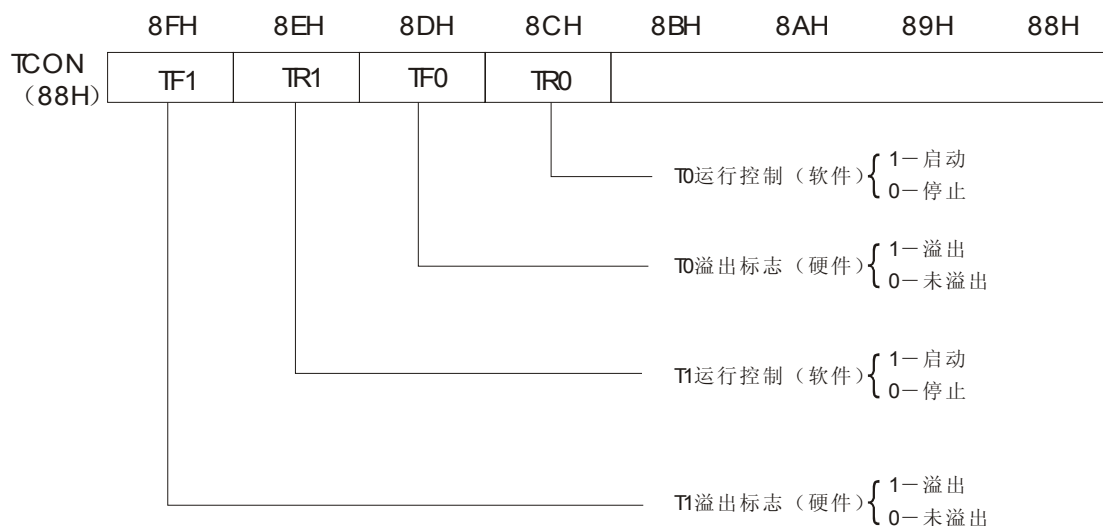 8FH 8EH 8DH 8CH 8BH 8AH 89H 88H
TCON
（88H）
TF1 TR1 TF0 TR0
T0运行控制（软件）
1－启动
0－停止
T0溢出标志（硬件）
1－溢出
0－未溢出
T1运行控制（软件）
1－启动
0－停止
T1溢出标志（硬件）
1－溢出
0－未溢出